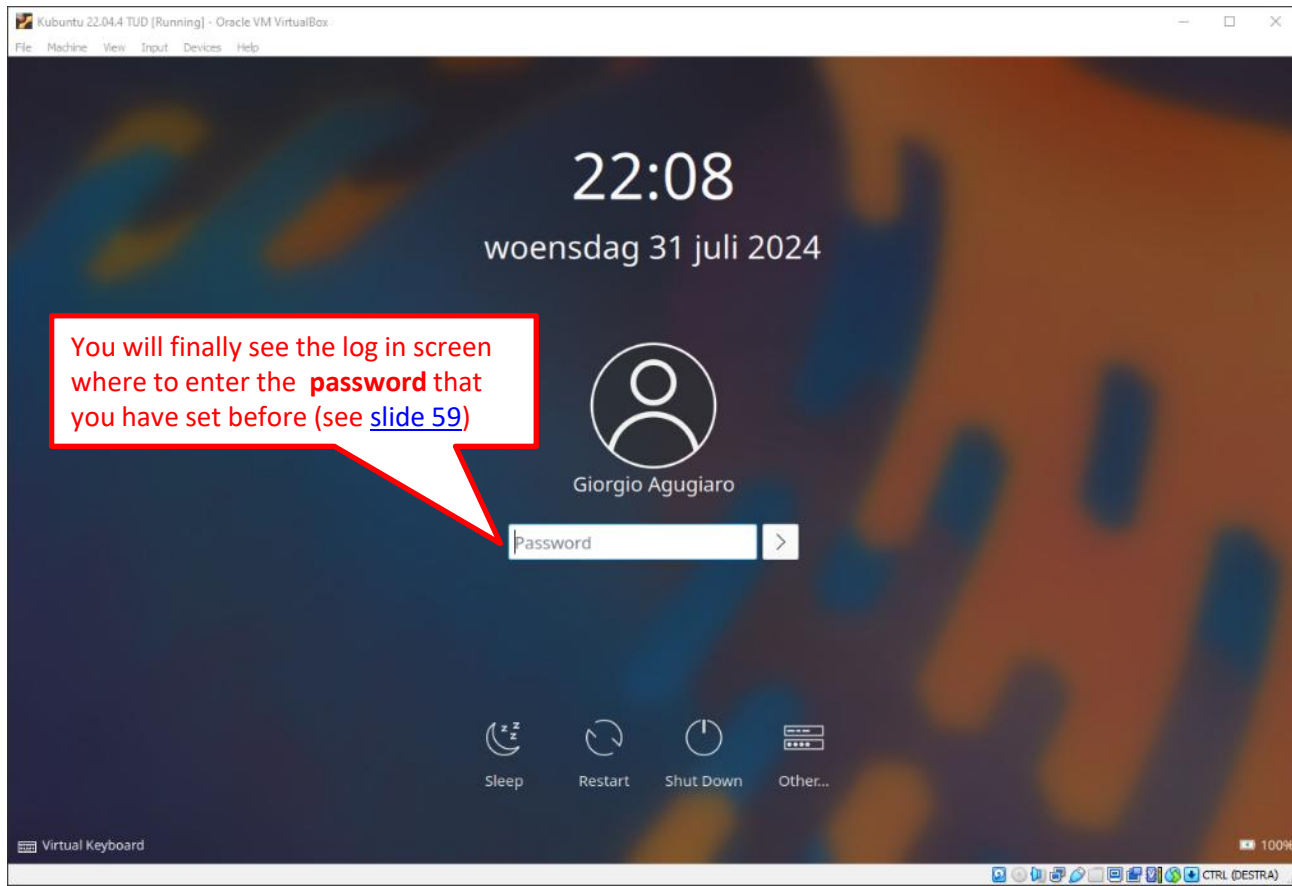 Kubuntu 22.04.4 TUD [Running] - Oracle VM VirtualBox
File Machine View Input Devices Help
22:08
woensdag 31 juli 2024
You will finally see the log in screen
where to enter the password that
you have set before (see slide 59)
Giorgio Agugiaro
Password
Sleep Restart Shut Down Other...
Virtual Keyboard 100%
CTRL (DESTRA)